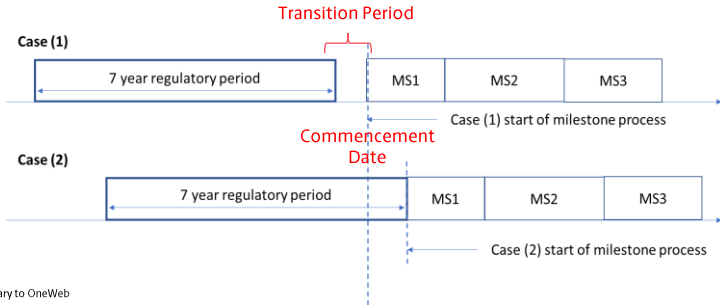 Transition Period
Case (1)
7 year regulatory period
MS1
MS2
MS3
Case (1) start of milestone process
Commencement
Date
Case (2)
7 year regulatory period
MS1
MS2
MS3
Case (2) start of milestone process
to OneWeb